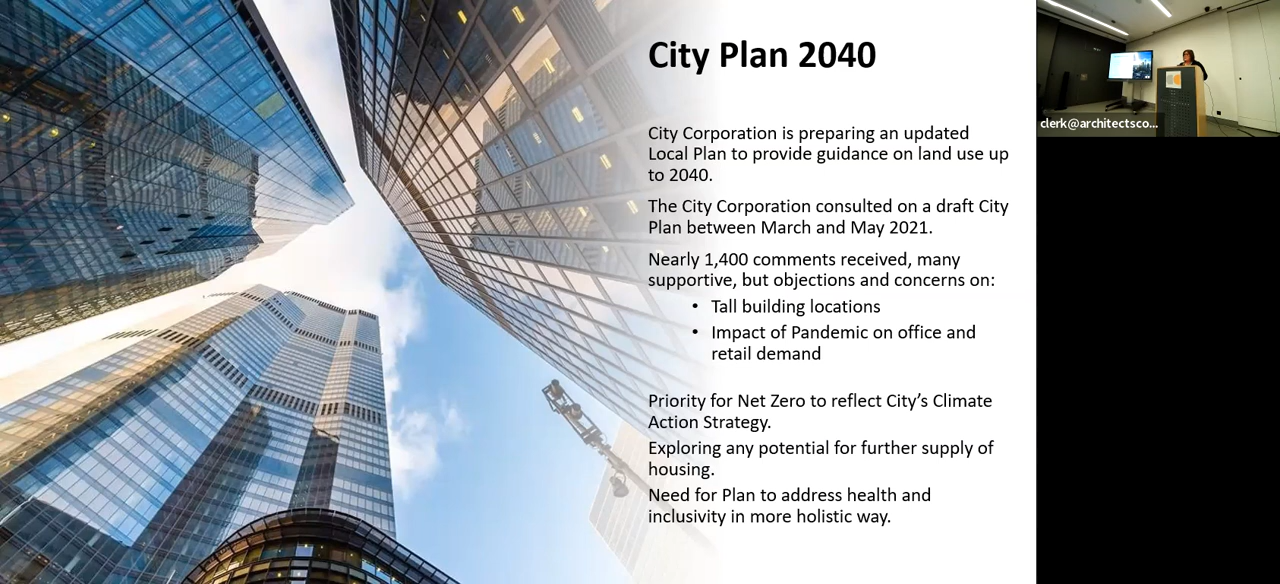 City Plan 2040
City Corporation is preparing an updated
Local Plan to provide guidance on land use up
to 2040.
The City Corporation consulted on a draft City
Plan between March and May 2021.
Nearly 1,400 comments received, many
supportive, but objections and concerns on:
• Tall building locations
• Impact of Pandemic on office and
retail demand
Priority for Net Zero to reflect City’s Climate
Action Strategy.
Exploring any potential for further supply of
housing.
Need for Plan to address health and
inclusivity in more holistic way.
clerk@architectsco...